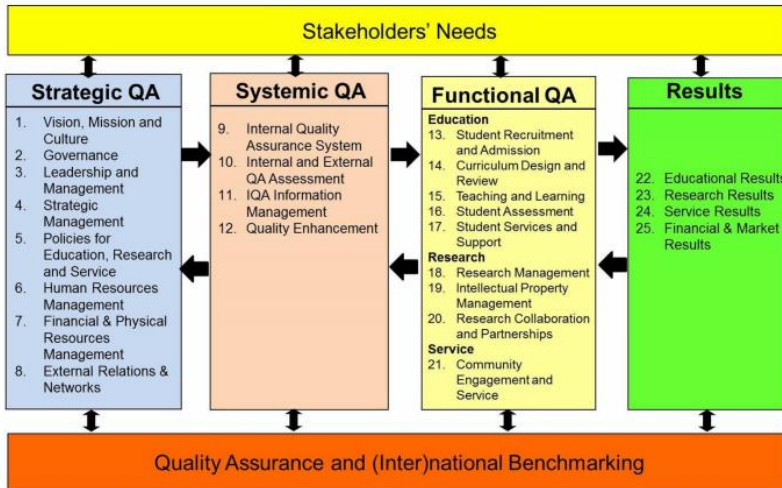 Stakeholders' Needs
Strategic QA
1. Vision, Mission and
Culture
2. Governance
3. Leadership and
Management
4. Strategic
Management
5. Policies for
Education, Research
and Service
6. Human Resources
Management
7. Financial & Physical
Resources
Management
8. External Relations &
Networks
Systemic QA
9. Internal Quality
Assurance System
10. Internal and External
QA Assessment
11. IQA Information
Management
12. Quality Enhancement
Functional QA
Education
13. Student Recruitment
and Admission
14. Curriculum Design and
Review
15. Teaching and Learning
16. Student Assessment
17. Student Services and
Support
Research
18. Research Management
19. Intellectual Property
Management
20. Research Collaboration
and Partnerships
Service
21. Community
Engagement and
Service
Results
22. Educational Results
23. Research Results
24. Service Results
25. Financial & Market
Results
Quality Assurance and (Inter)national Benchmarking